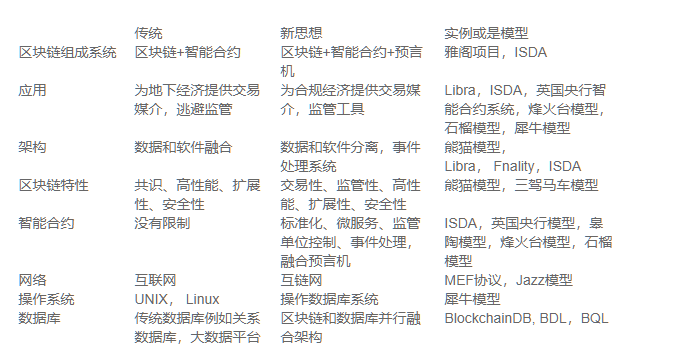 传统 新思想 实例或是模型
区块链组成系统 区块链+智能合约 区块链+智能合约+预言 雅阁项目，ISDA
机
应用 为地下经济提供交易 为合规经济提供交易媒 Libra，ISDA，英国央行智
媒介，逃避监管 介，监管工具 能合约系统，烽火台模型，
石榴模型，犀牛模型
架构 数据和软件融合 数据和软件分离，事件 熊猫模型，
处理系统 Libra， Fnality，ISDA
区块链特性 共识、高性能、扩展 交易性、监管性、高性 熊猫模型，三驾马车模型
性、安全性 能、扩展性、安全性
智能合约 没有限制 标准化、微服务、监管 ISDA，英国央行模型，皋
单位控制、事件处理， 陶模型，烽火台模型，石榴
融合预言机 模型
网络 互联网 互链网 MEF协议，Jazz模型
操作系统 UNIX， Linux 操作数据库系统 犀牛模型
数据库 传统数据库例如关系 区块链和数据库并行融 BlockchainDB, BDL，BQL
数据库，大数据平台 合架构